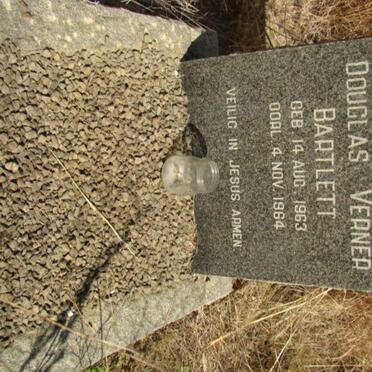 DOUGLAS VERNER
BARTLETT
GEB 14 AUG. 1963
OORL 4 NOV. 1964
VEILIG IN JESUS ARMEN